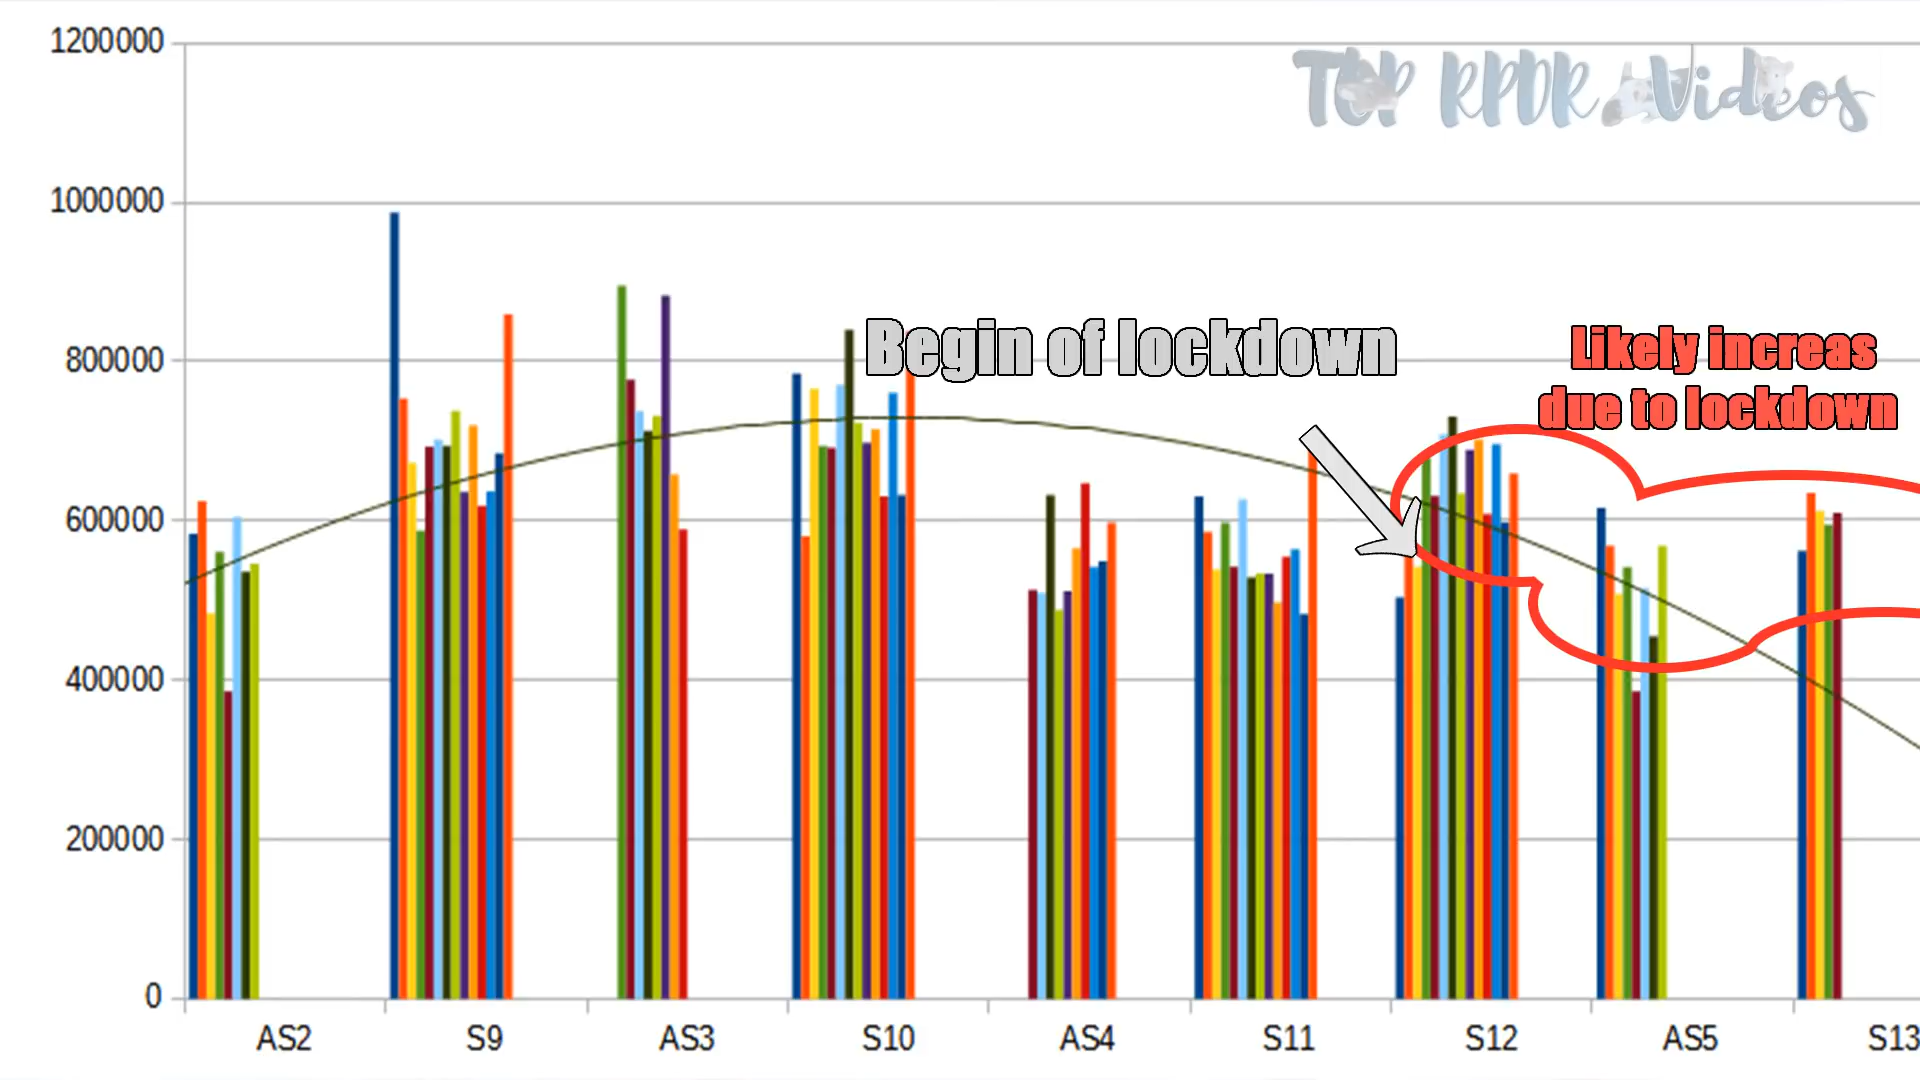 1200000
TOP RPDR Videos
1000000
800000
Begin of lockdown
Likely increas
due to lockdown
600000
400000
200000
0
AS2 S9 AS3 S10 AS4 S11 S12 AS5 S13